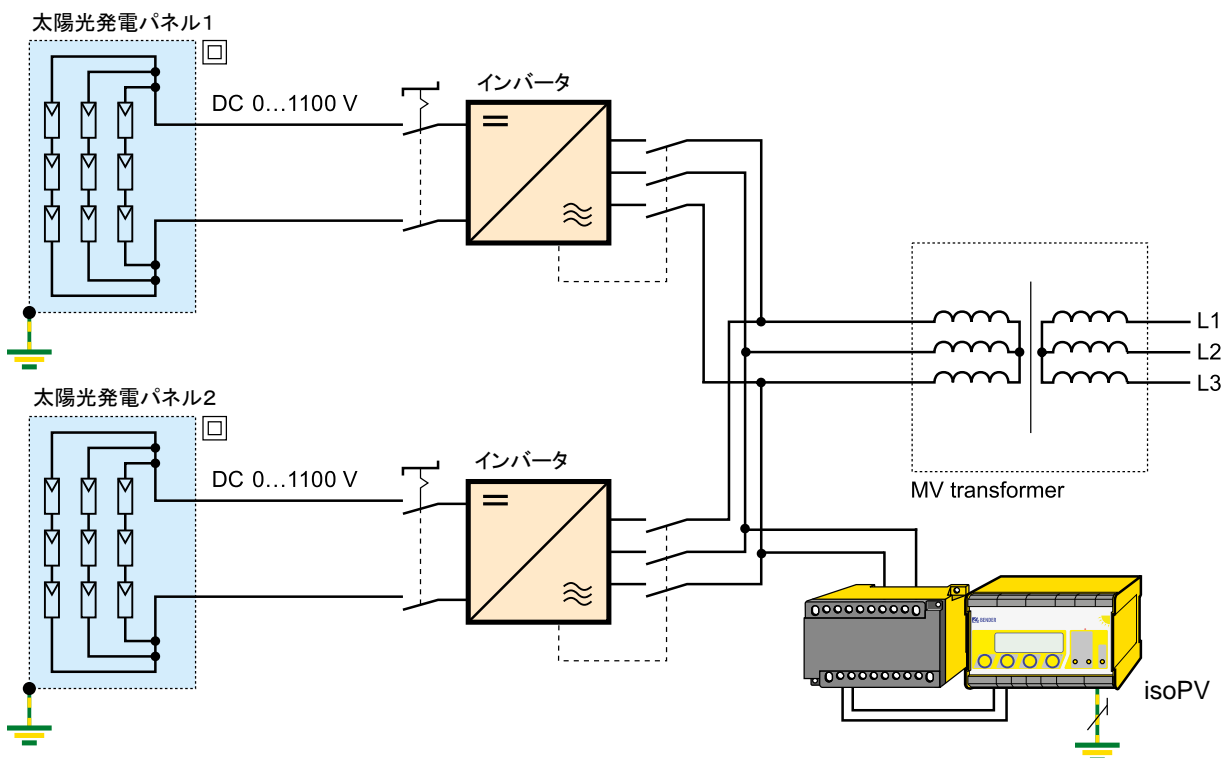 太陽光発電パネル1
DC 0...1100 V
インバータ
L1
L2
L3
MV transformer
太陽光発電パネル2
DC 0...1100 V
インバータ
BENDER
isoPV